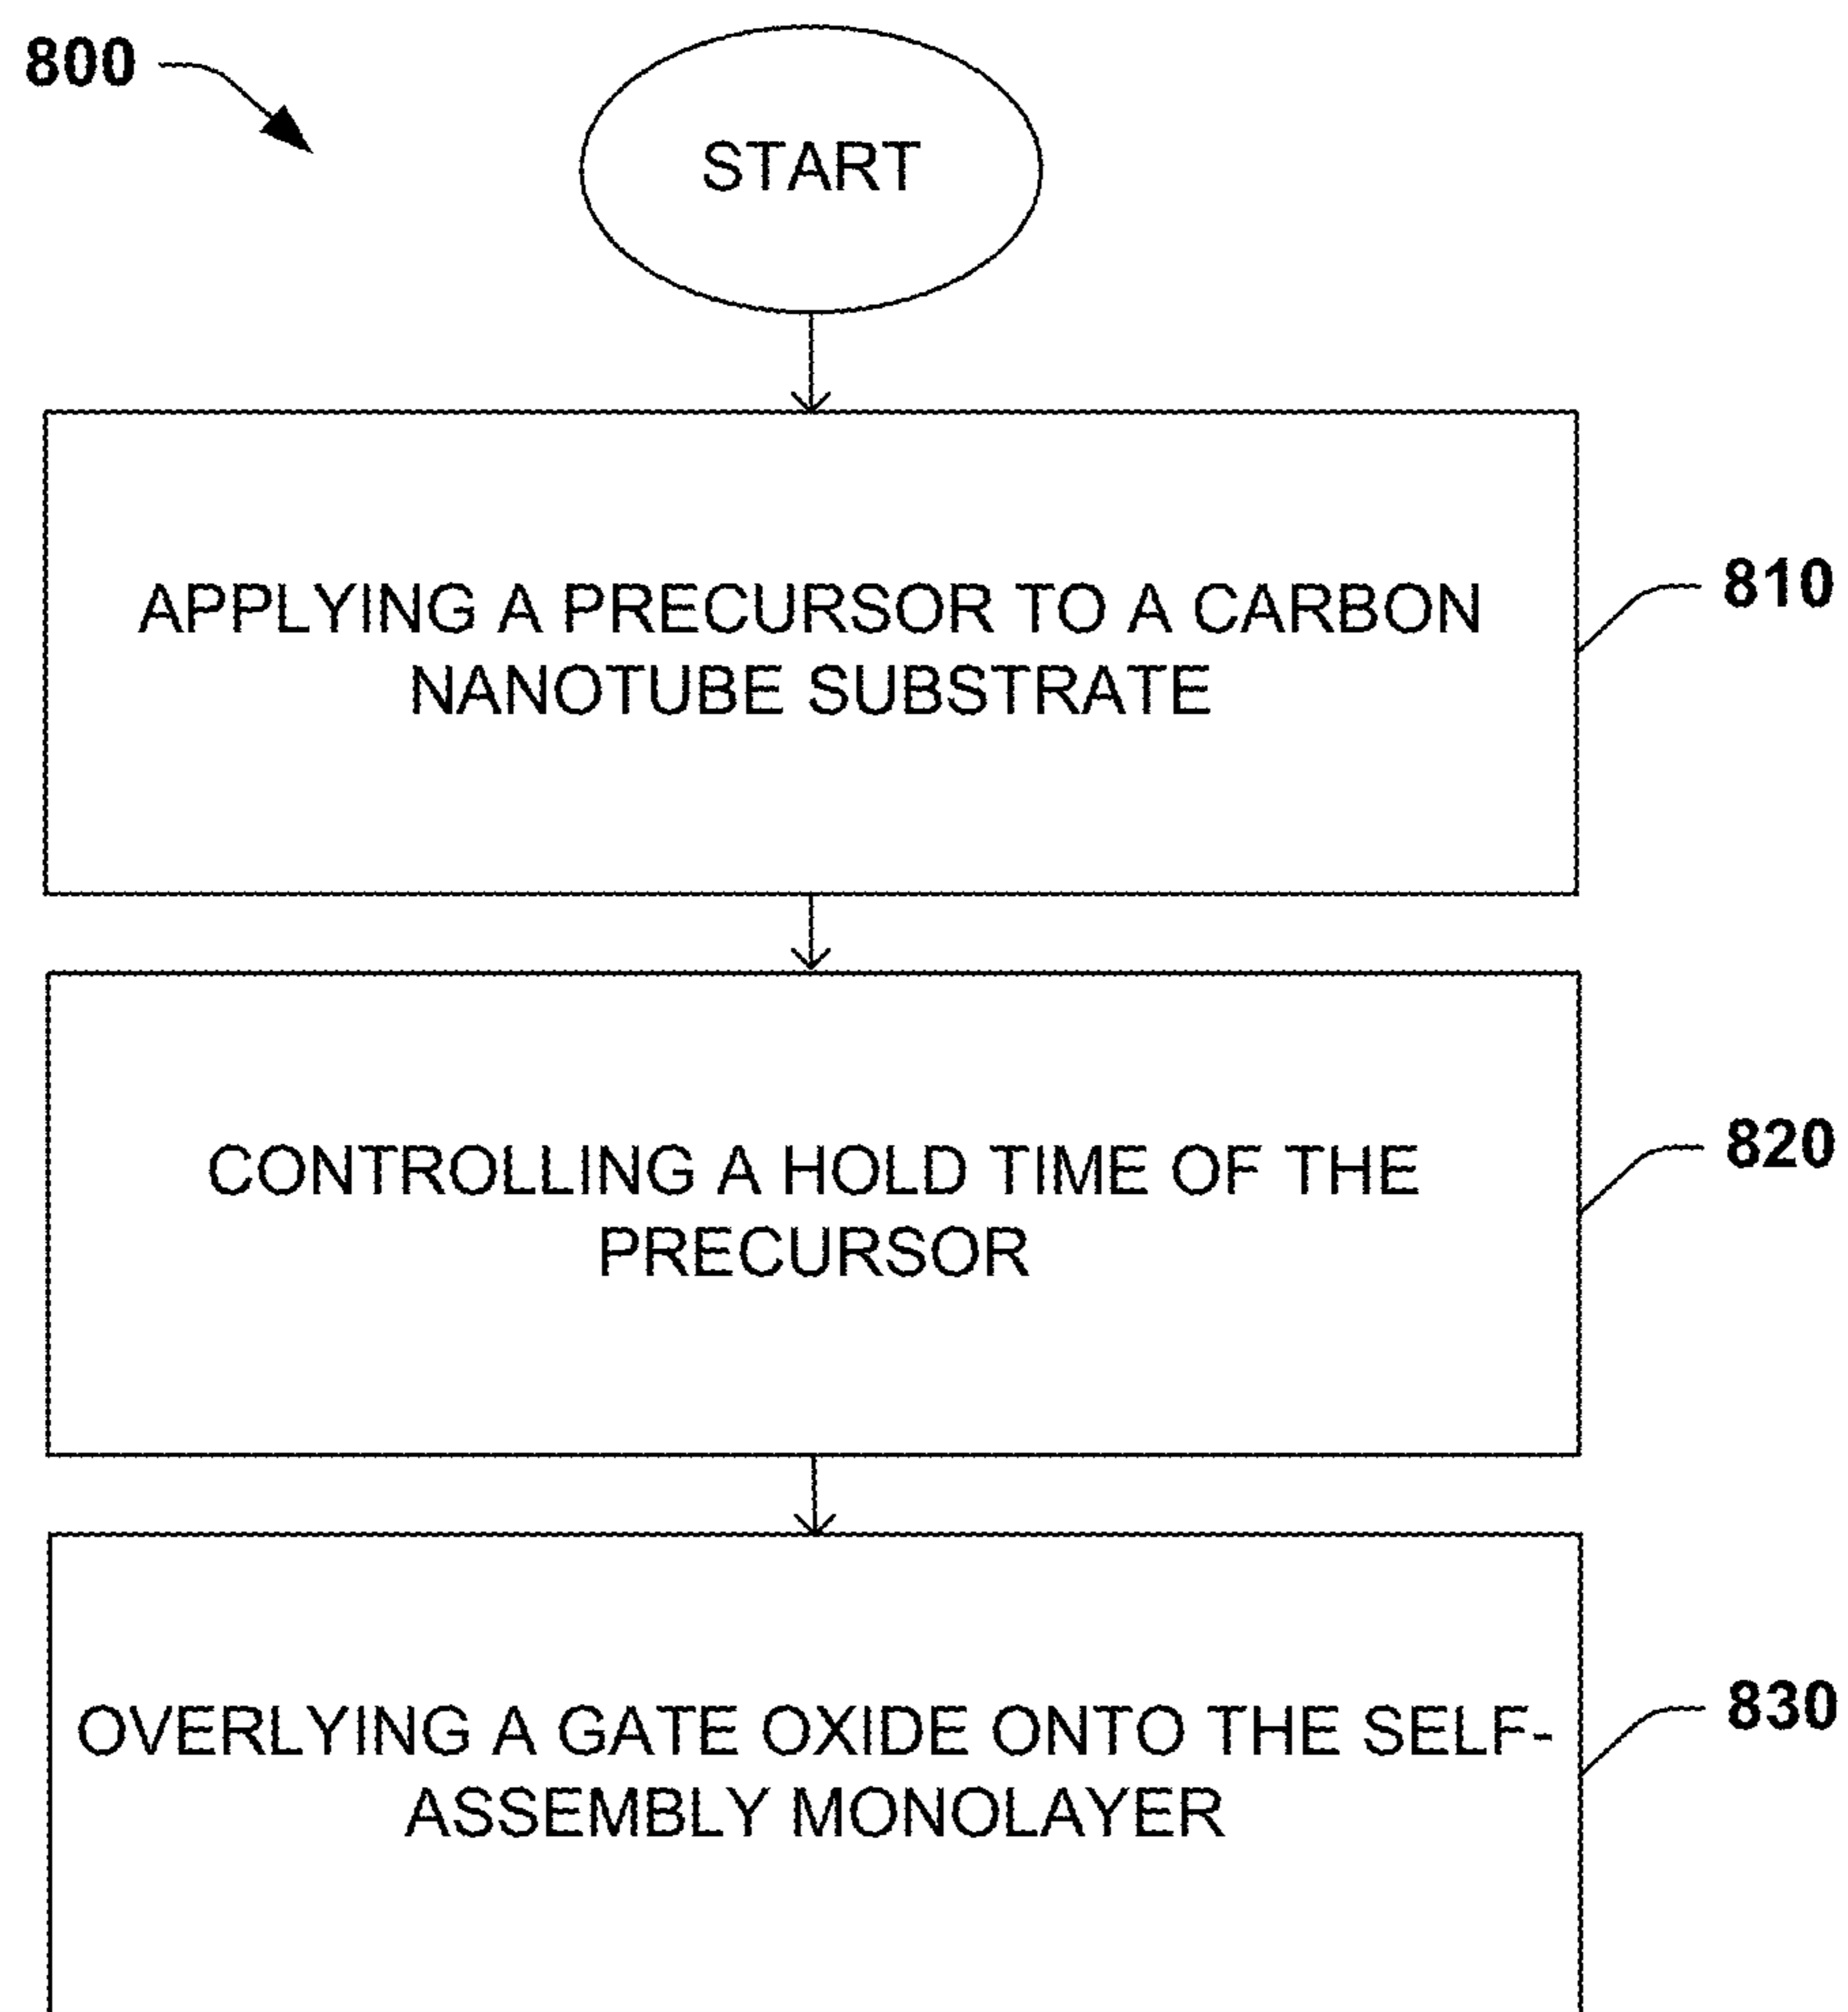 800
START
APPLYING A PRECURSOR TO A CARBON
NANOTUBE SUBSTRATE
810
CONTROLLING A HOLD TIME OF THE
PRECURSOR
820
OVERLYING A GATE OXIDE ONTO THE SELF-
ASSEMBLY MONOLAYER
830